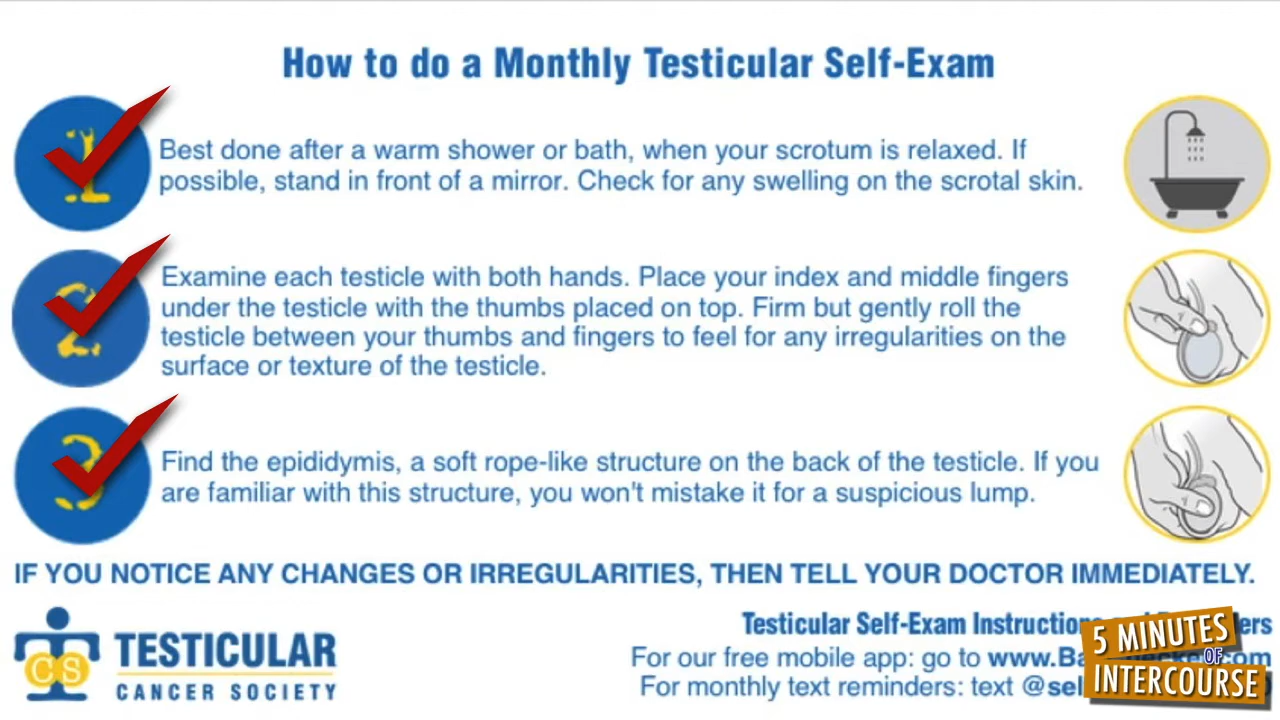 How to do a Monthly Testicular Self-Exam
1
Best done after a warm shower or bath, when your scrotum is relaxed. If
possible, stand in front of a mirror. Check for any swelling on the scrotal skin.
2
Examine each testicle with both hands. Place your index and middle fingers
under the testicle with the thumbs placed on top. Firm but gently roll the
testicle between your thumbs and fingers to feel for any irregularities on the
surface or texture of the testicle.
3
Find the epididymis, a soft rope-like structure on the back of the testicle. If you
are familiar with this structure, you won't mistake it for a suspicious lump.
IF YOU NOTICE ANY CHANGES OR IRREGULARITIES, THEN TELL YOUR DOCTOR IMMEDIATELY.
CS
TESTICULAR
CANCER SOCIETY
Testicular Self-Exam Instructions
For our free mobile app: go to
For monthly text reminders: text
5 MINUTES
OF
INTERCOURSE